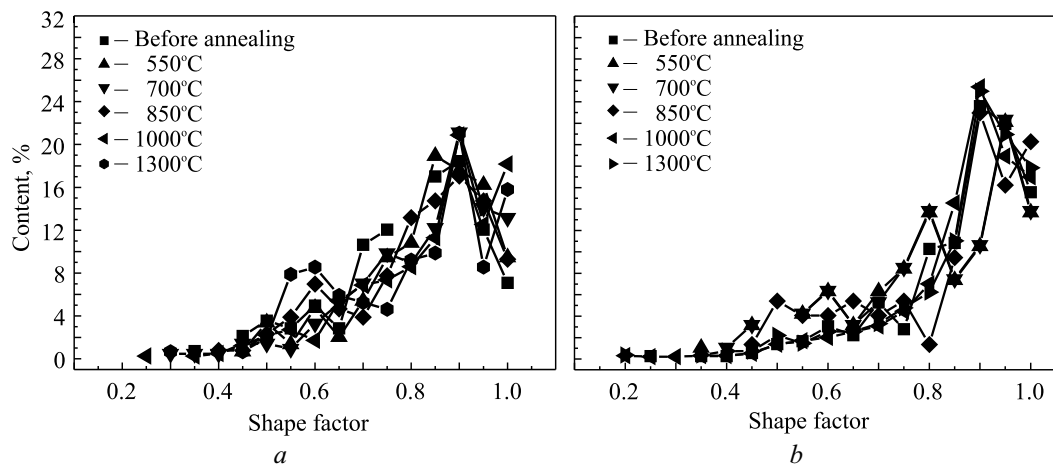 Content, %
32
28
24
20
16
12
8
4
0
– Before annealing
– 550°C
– 700°C
– 850°C
– 1000°C
– 1300°C
0.2 0.4 0.6 0.8 1.0
Shape factor
a
– Before annealing
– 550°C
– 700°C
– 850°C
– 1000°C
– 1300°C
0.2 0.4 0.6 0.8 1.0
Shape factor
b